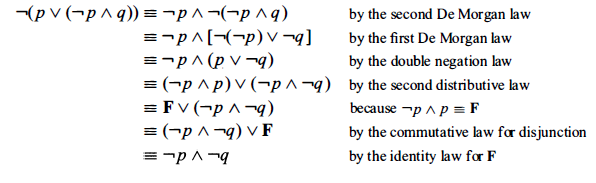 ¬(p ∨ (¬p ∧ q)) ≡ ¬p ∧ ¬(¬p ∧ q) by the second De Morgan law
≡ ¬p ∧ [¬(¬p) ∨ ¬q] by the first De Morgan law
≡ ¬p ∧ (p ∨ ¬q) by the double negation law
≡ (¬p ∧ p) ∨ (¬p ∧ ¬q) by the second distributive law
≡ F ∨ (¬p ∧ ¬q) because ¬p ∧ p ≡ F
≡ (¬p ∧ ¬q) ∨ F by the commutative law for disjunction
≡ ¬p ∧ ¬q by the identity law for F